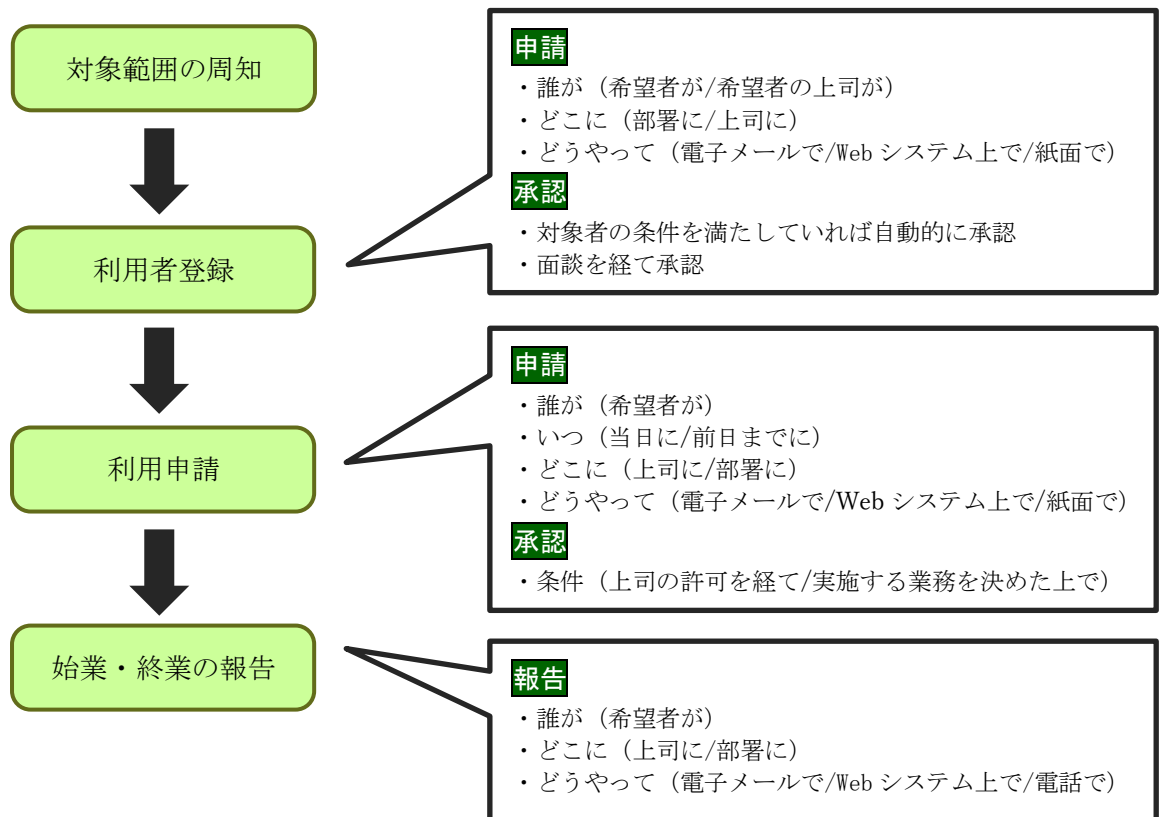 対象範囲の周知
申請
・誰が（希望者が/希望者の上司が）
・どこに（部署に/上司に）
・どうやって（電子メールで/Web システム上で/紙面で）
承認
・対象者の条件を満たしていれば自動的に承認
・面談を経て承認
利用者登録
申請
・誰が（希望者が）
・いつ（当日に/前日までに）
・どこに（上司に/部署に）
・どうやって（電子メールで/Web システム上で/紙面で）
承認
・条件（上司の許可を経て/実施する業務を決めた上で）
利用申請
始業・終業の報告
報告
・誰が（希望者が）
・どこに（上司に/部署に）
・どうやって（電子メールで/Web システム上で/電話で）